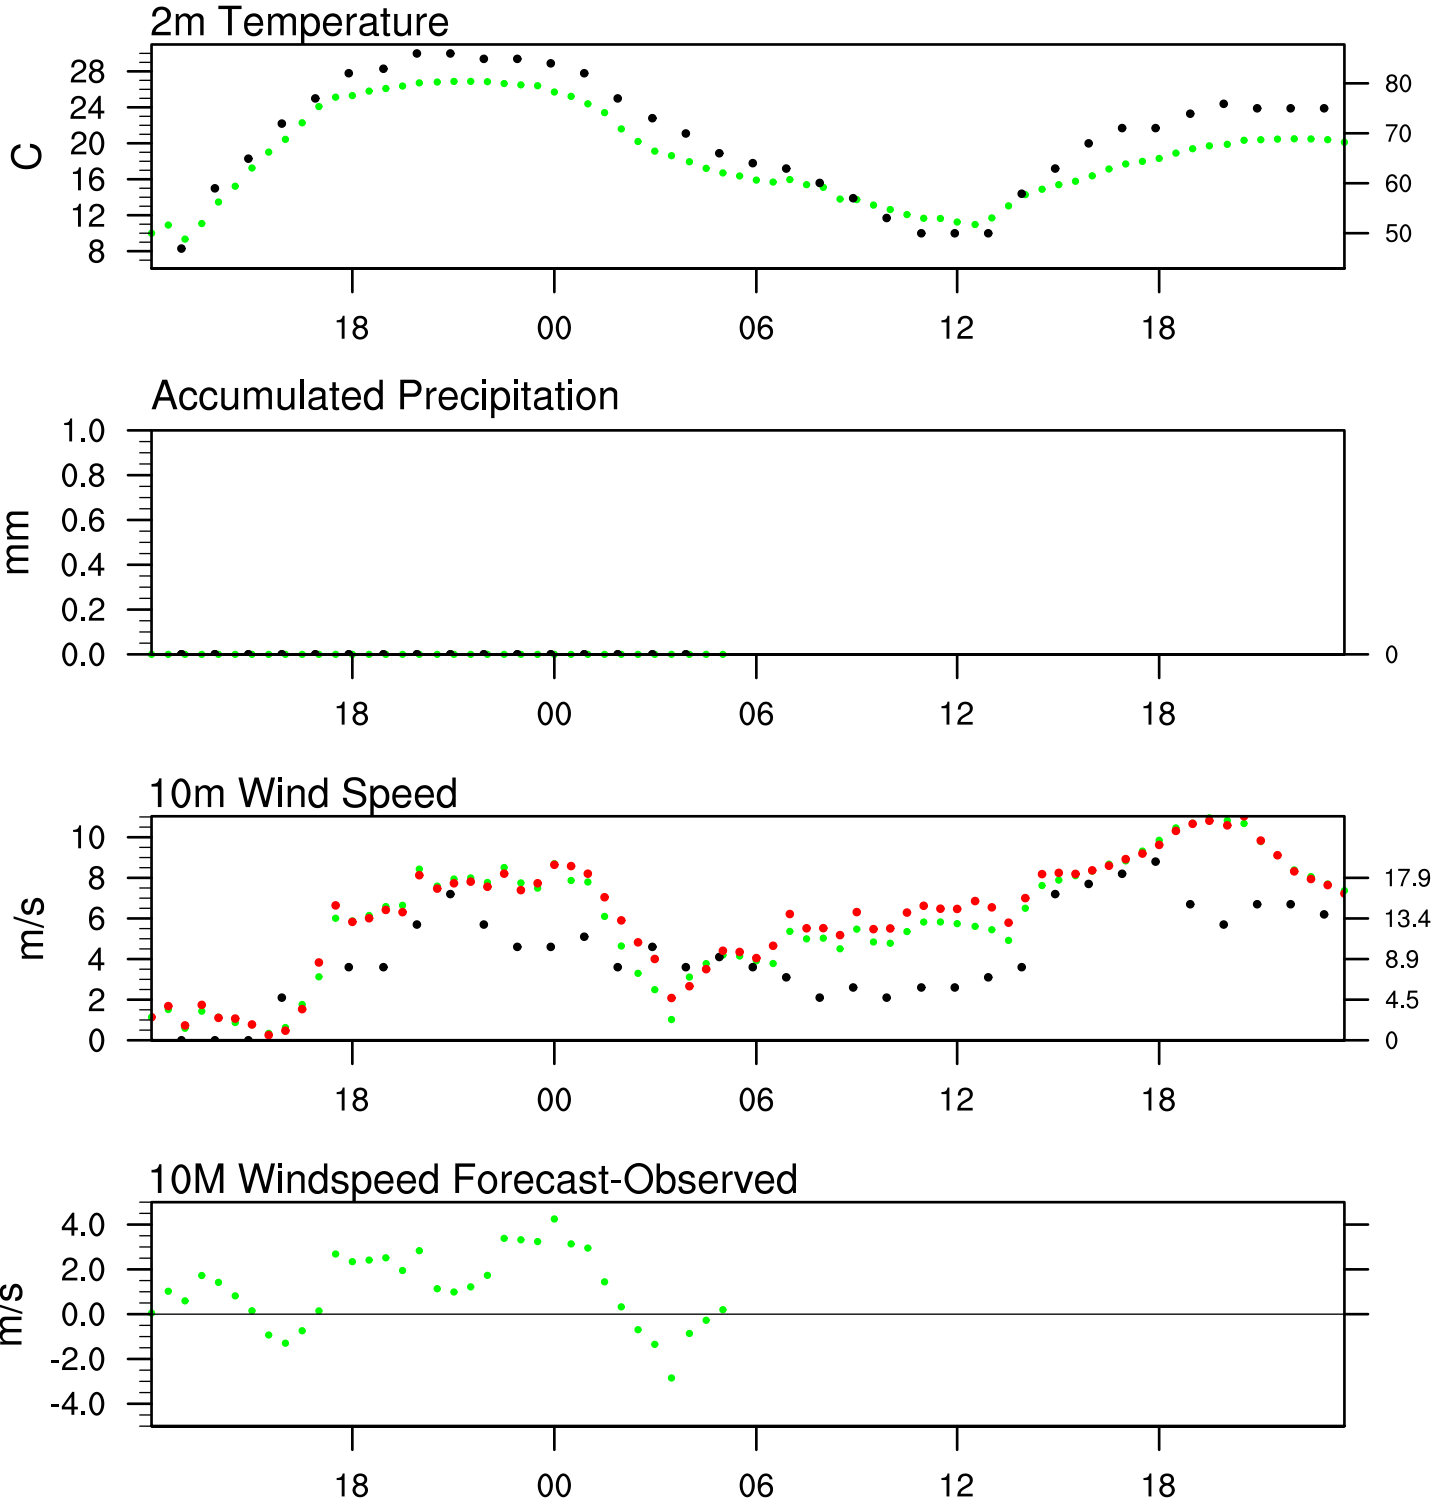 2m Temperature
28
24
20
16
12
8
C
80
70
60
50
18 00 06 12 18
Accumulated Precipitation
1.0
0.8
0.6
0.4
0.2
0.0
mm
0
18 00 06 12 18
10m Wind Speed
10
8
6
4
2
0
m/s
17.9
13.4
8.9
4.5
0
18 00 06 12 18
10M Windspeed Forecast-Observed
4.0
2.0
0.0
-2.0
-4.0
m/s
18 00 06 12 18